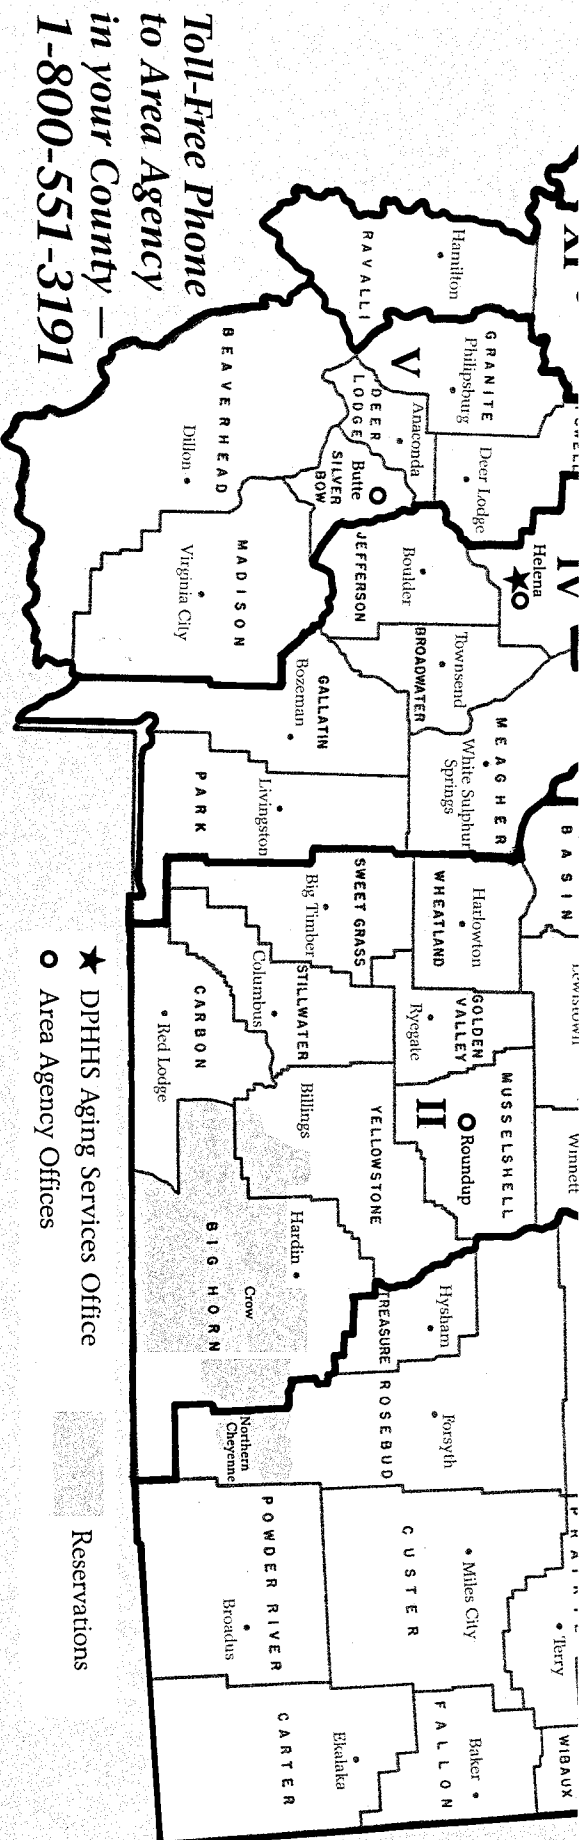 XI
IV
Hamilton
RAVALLI
GRANITE
Philipsburg
V
DEER
LODGE
Anaconda
Deer Lodge
Butte
SILVER
BOW
BEAVERHEAD
Dillon
Helena
Boulder
JEFFERSON
MADISON
Virginia City
Townsend
BROADWATER
GALLATIN
Bozeman
MEAGHER
White Sulphur
Springs
Livingston
PARK
BASIN
Harlowton
WHEATLAND
SWEET GRASS
Big Timber
GOLDEN
VALLEY
Ryegate
STILLWATER
Columbus
CARBON
Red Lodge
Lewistown
Winnett
MUSSELSHELL
Roundup
II
YELLOWSTONE
Billings
Hardin
BIG HORN
Crow
Hysham
TREASURE
Forsyth
ROSEBUD
Northern
Cheyenne
Miles City
CUSTER
POWDER RIVER
Broadus
Terry
WIBAUX
Baker
FALLON
Ekalaka
CARTER
Toll-Free Phone
to Area Agency
in your County —
1-800-551-3191
DPHHS Aging Services Office
Area Agency Offices
Reservations